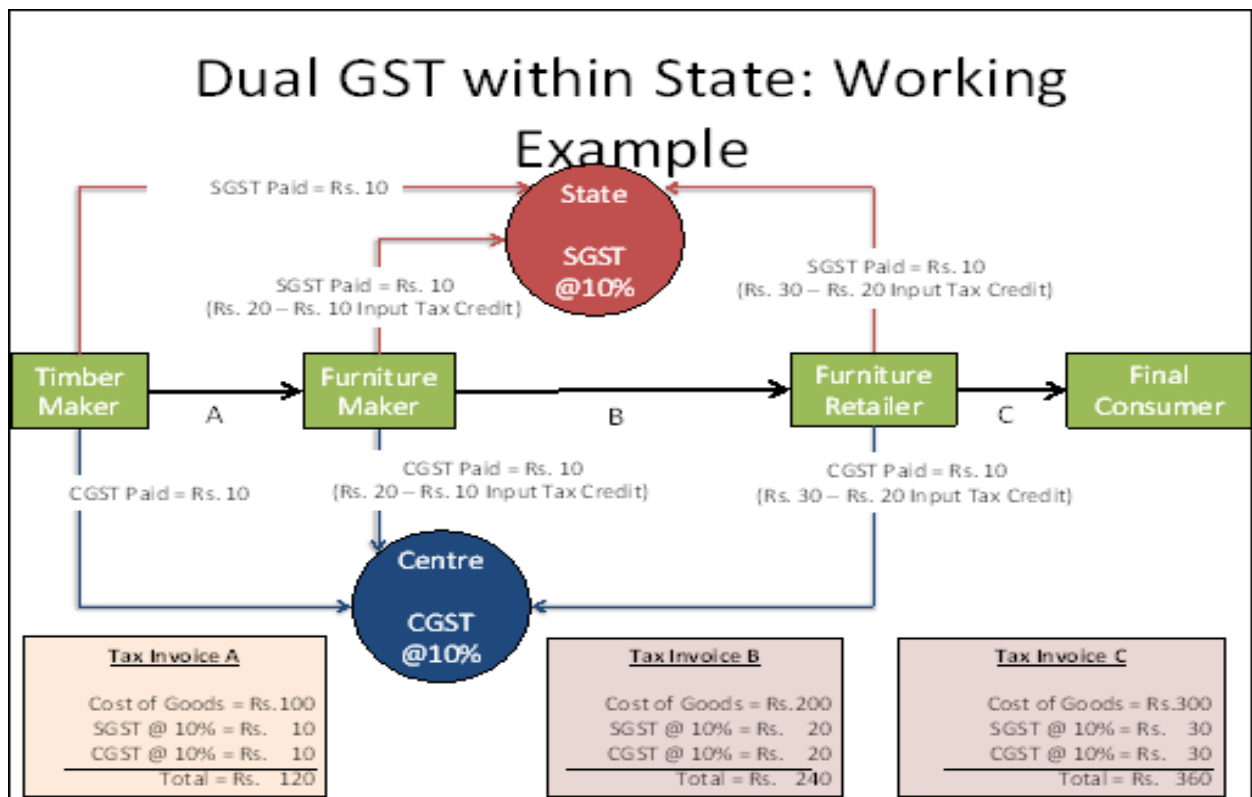 Dual GST within State: Working
Example
SGST Paid = Rs. 10
State
SGST
@10%
SGST Paid = Rs. 10
(Rs. 20 – Rs. 10 Input Tax Credit)
SGST Paid = Rs. 10
(Rs. 30 – Rs. 20 Input Tax Credit)
Timber
Maker
A
Furniture
Maker
B
Furniture
Retailer
C
Final
Consumer
CGST Paid = Rs. 10
CGST Paid = Rs. 10
(Rs. 20 – Rs. 10 Input Tax Credit)
CGST Paid = Rs. 10
(Rs. 30 – Rs. 20 Input Tax Credit)
Centre
CGST
@10%
Tax Invoice A
Cost of Goods = Rs.100
SGST @ 10% = Rs. 10
CGST @ 10% = Rs. 10
Total = Rs. 120
Tax Invoice B
Cost of Goods = Rs.200
SGST @ 10% = Rs. 20
CGST @ 10% = Rs. 20
Total = Rs. 240
Tax Invoice C
Cost of Goods = Rs.300
SGST @ 10% = Rs. 30
CGST @ 10% = Rs. 30
Total = Rs. 360